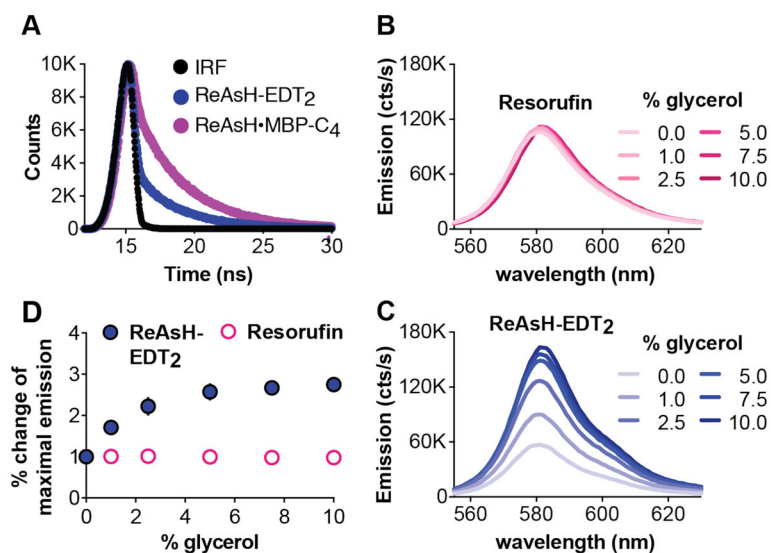 A
10K
8K
6K
4K
2K
0
Counts
15
20
25
30
Time (ns)
IRF
ReAsH-EDT2
ReAsH•MBP-C4
B
180K
120K
60K
0
Emission (cts/s)
560
580
600
620
wavelength (nm)
Resorufin
% glycerol
0.0 5.0
1.0 7.5
2.5 10.0
D
4
3
2
1
0
% change of
maximal emission
0 2 4 6 8 10
% glycerol
ReAsH-
EDT2
Resorufin
C
180K
120K
60K
0
Emission (cts/s)
560
580
600
620
wavelength (nm)
ReAsH-EDT2
% glycerol
0.0 5.0
1.0 7.5
2.5 10.0